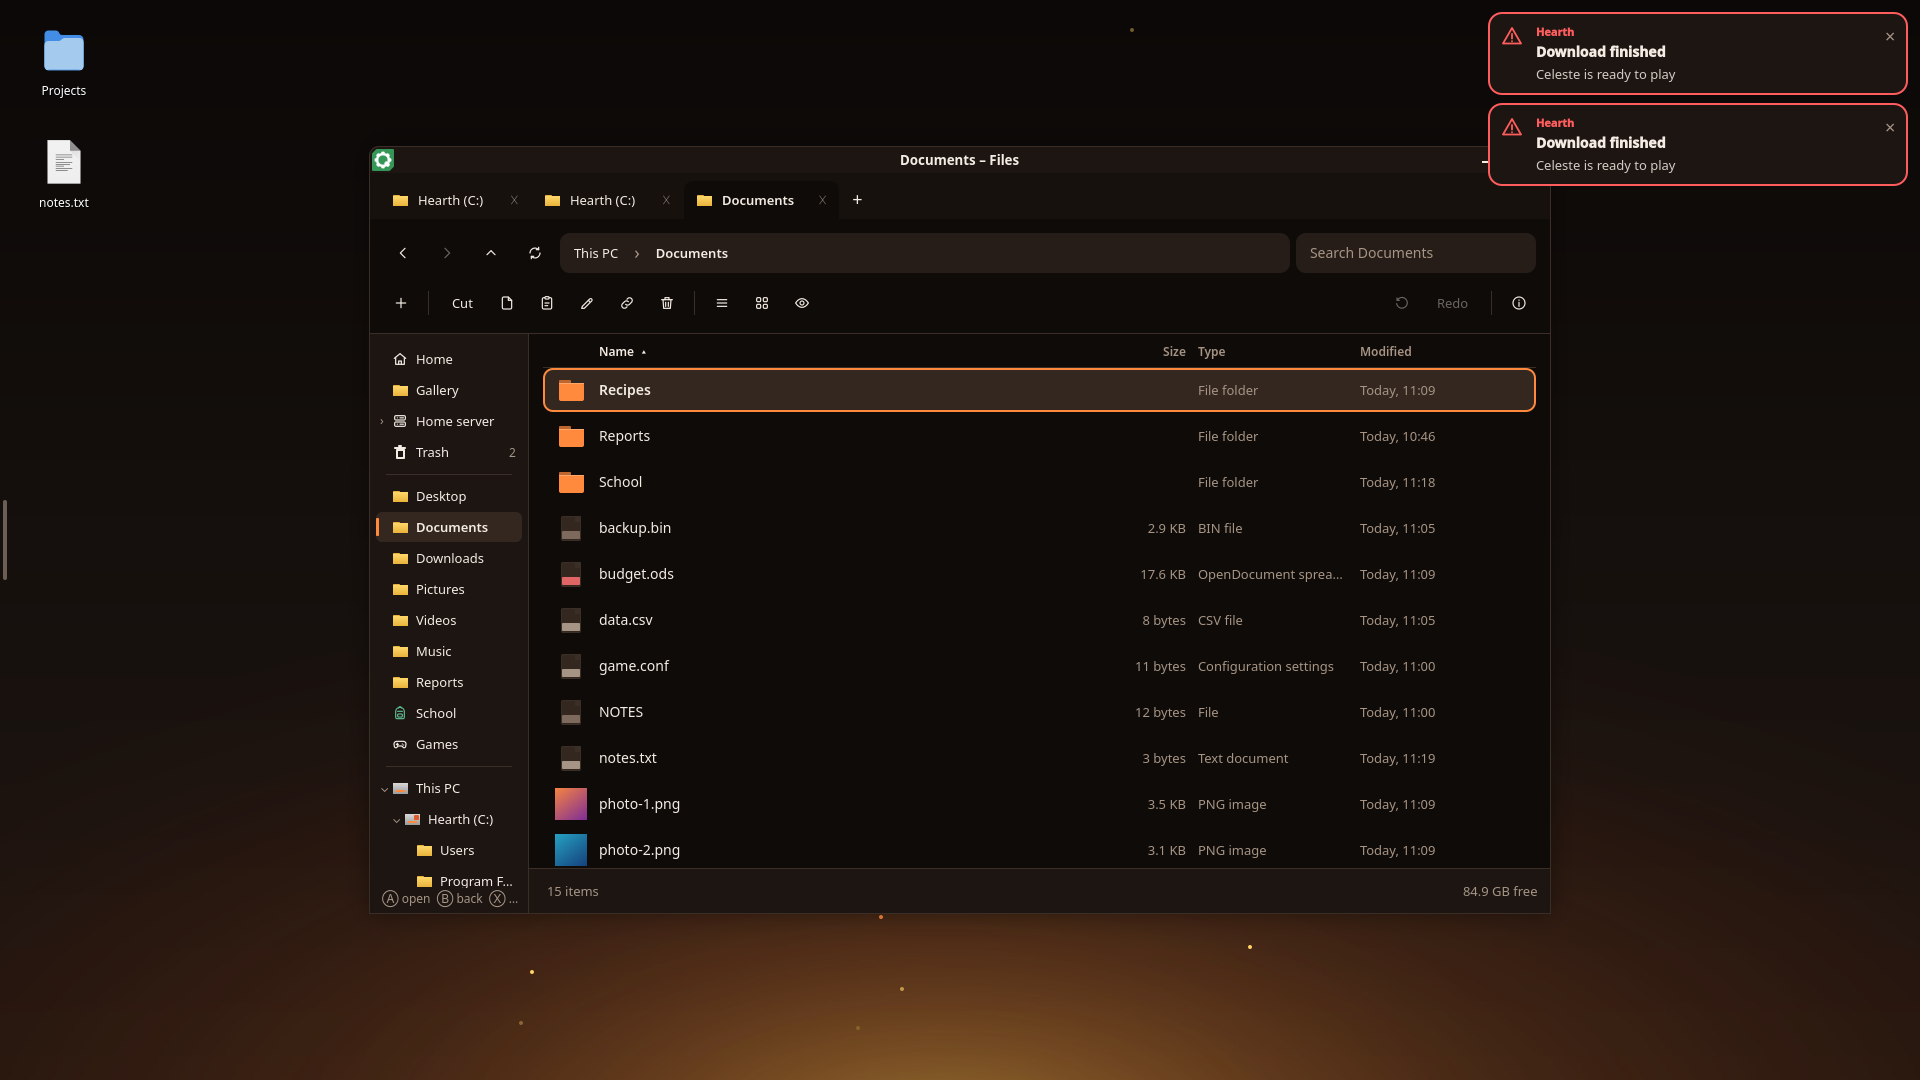 Projects
notes.txt
Hearth
Download finished
Celeste is ready to play
Hearth
Download finished
Celeste is ready to play
Documents – Files
Hearth (C:) X
Hearth (C:) X
Documents X
+
This PC › Documents
Search Documents
Cut
Redo
Home
Gallery
Home server
Trash 2
Desktop
Documents
Downloads
Pictures
Videos
Music
Reports
School
Games
This PC
Hearth (C:)
Users
Program F...
A open B back X ...
Name Size Type Modified
Recipes File folder Today, 11:09
Reports File folder Today, 10:46
School File folder Today, 11:18
backup.bin 2.9 KB BIN file Today, 11:05
budget.ods 17.6 KB OpenDocument sprea... Today, 11:09
data.csv 8 bytes CSV file Today, 11:05
game.conf 11 bytes Configuration settings Today, 11:00
NOTES 12 bytes File Today, 11:00
notes.txt 3 bytes Text document Today, 11:19
photo-1.png 3.5 KB PNG image Today, 11:09
photo-2.png 3.1 KB PNG image Today, 11:09
15 items 84.9 GB free